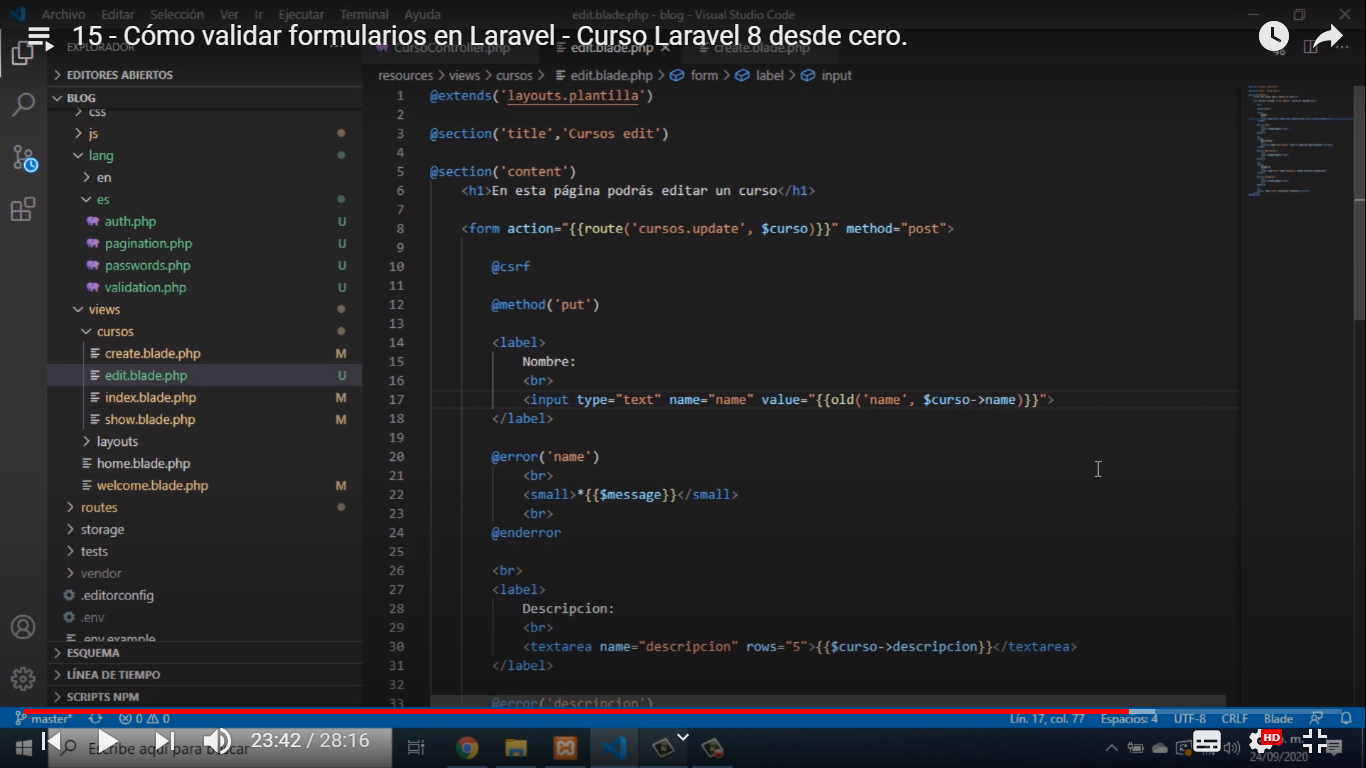 Archivo Editar Selección Ver Ir Ejecutar Terminal Ayuda
edit.blade.php - blog - Visual Studio Code
15 - Cómo validar formularios en Laravel - Curso Laravel 8 desde cero.
EXPLORADOR
CursoController.php edit.blade.php create.blade.php
EDITORES ABIERTOS
BLOG
css
js
lang
en
es
auth.php U
pagination.php U
passwords.php U
validation.php U
views
cursos
create.blade.php M
edit.blade.php U
index.blade.php M
show.blade.php M
layouts
home.blade.php
welcome.blade.php M
routes
storage
tests
vendor
.editorconfig
.env
.env.example
ESQUEMA
LÍNEA DE TIEMPO
SCRIPTS NPM
resources > views > cursos > edit.blade.php > form > label > input
1 @extends('layouts.plantilla')
2
3 @section('title','Cursos edit')
4
5 @section('content')
6 <h1>En esta página podrás editar un curso</h1>
7
8 <form action="{{route('cursos.update', $curso)}}" method="post">
9
10 @csrf
11
12 @method('put')
13
14 <label>
15 Nombre:
16 <br>
17 <input type="text" name="name" value="{{old('name', $curso->name)}}">
18 </label>
19
20 @error('name')
21 <br>
22 <small>*{{$message}}</small>
23 <br>
24 @enderror
25
26 <br>
27 <label>
28 Descripcion:
29 <br>
30 <textarea name="descripcion" rows="5">{{$curso->descripcion}}</textarea>
31 </label>
32
33 @error('descripcion')
master* 0 0 Lín. 17, col. 77 Espacios: 4 UTF-8 CRLF Blade
Escribe aquí para buscar
23:42 / 28:16
HD
24/09/2020